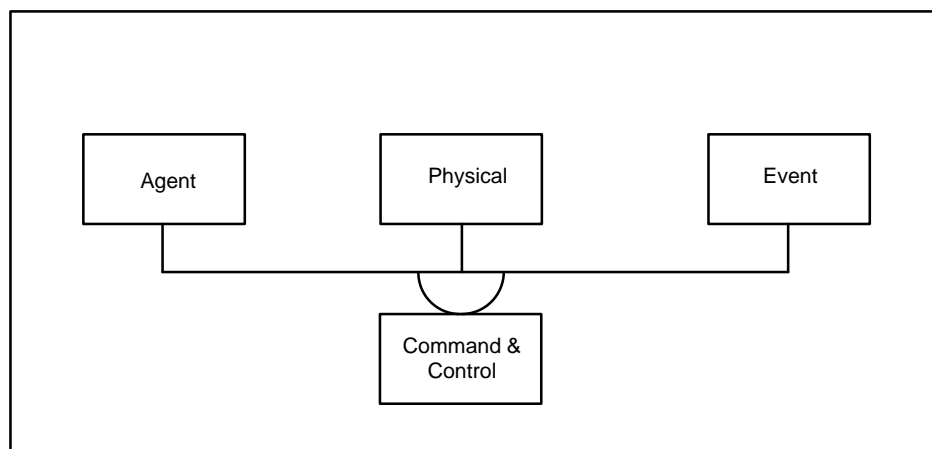 Agent
Physical
Event
Command &
Control